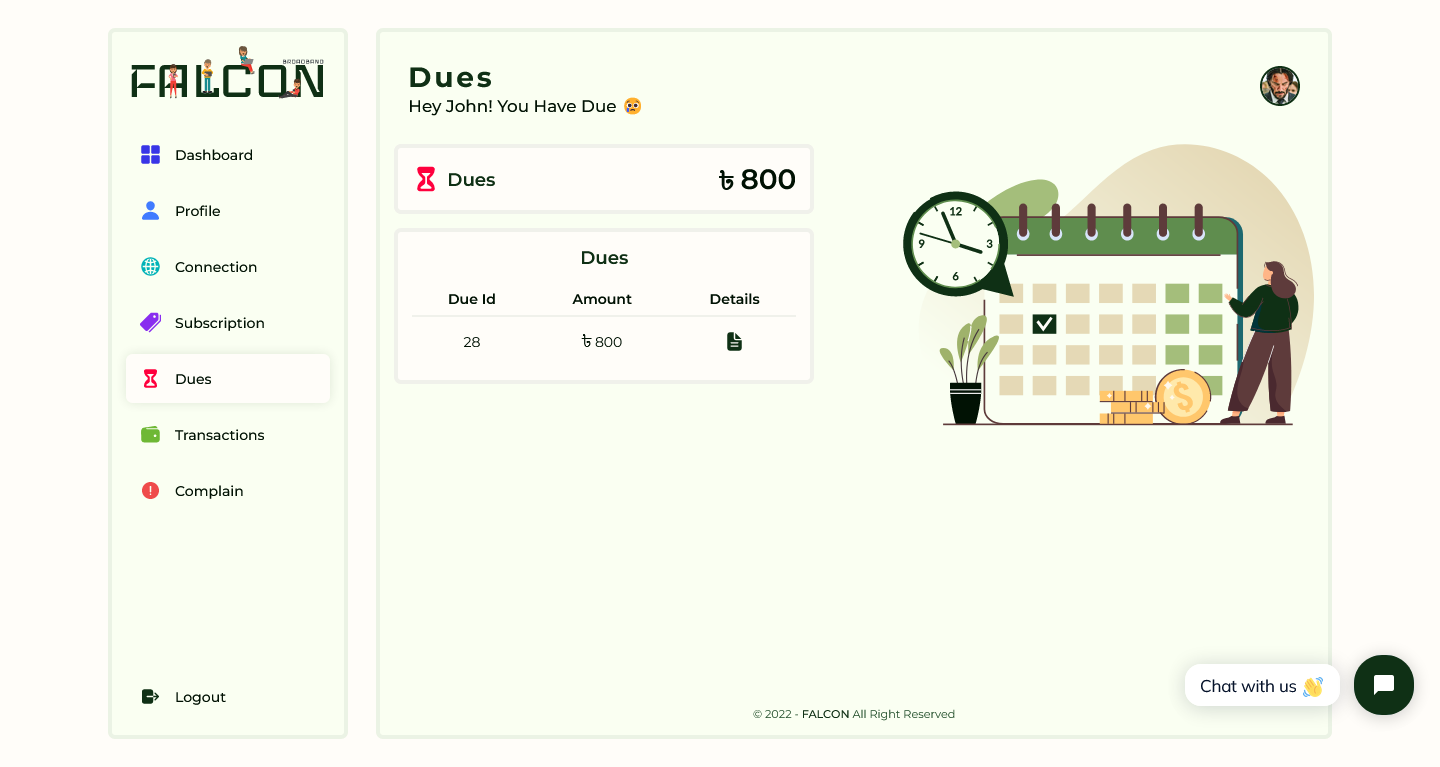 FALCON
BROADBAND
Dashboard
Profile
Connection
Subscription
Dues
Transactions
Complain
Logout
Dues
Hey John! You Have Due 😢
Dues ৳ 800
Dues
Due Id Amount Details
28 ৳ 800
12
3
6
9
$
Chat with us 👋
© 2022 - FALCON All Right Reserved